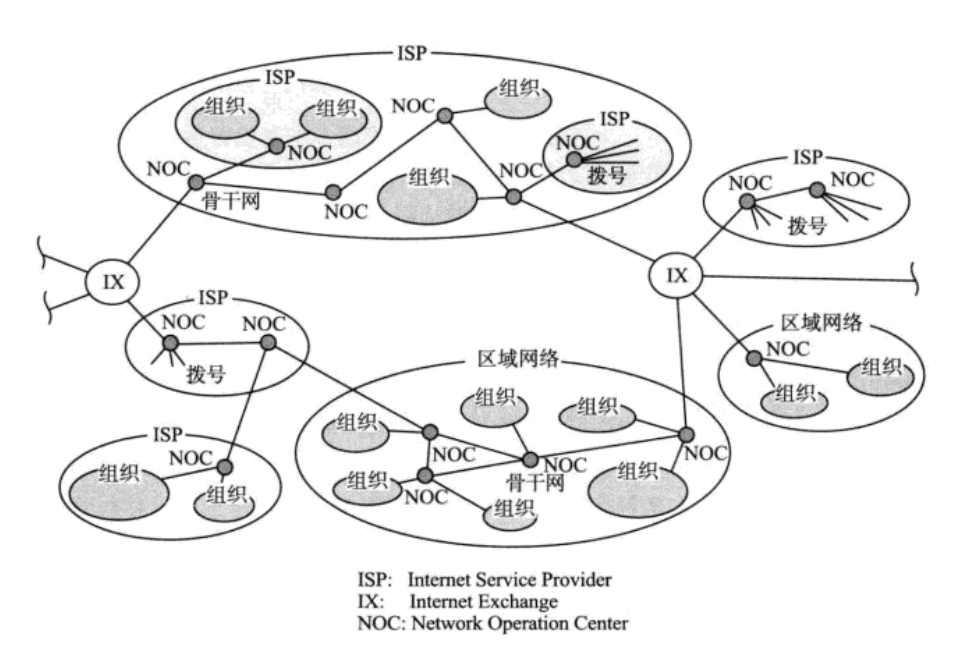 ISP
ISP
组织
组织
NOC
NOC
组织
ISP
NOC
拨号
NOC
骨干网
NOC
组织
NOC
ISP
NOC
NOC
拨号
IX
IX
ISP
NOC
NOC
拨号
区域网络
NOC
组织
组织
区域网络
组织
组织
组织
NOC
NOC
NOC
骨干网
NOC
组织
组织
组织
ISP
NOC
组织
组织
ISP: Internet Service Provider
IX: Internet Exchange
NOC: Network Operation Center